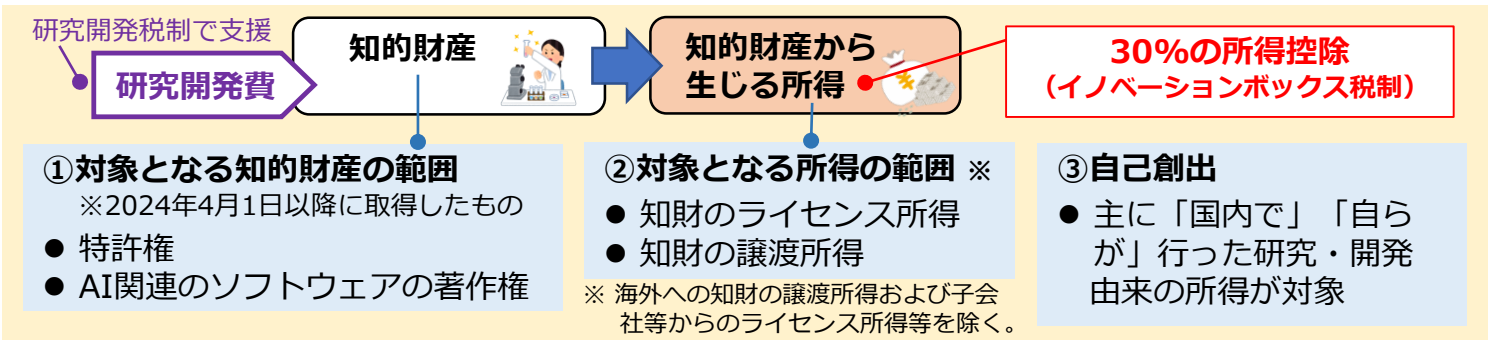 研究開発税制で支援
研究開発費
知的財産
知的財産から
生じる所得
30％の所得控除
（イノベーションボックス税制）
①対象となる知的財産の範囲
※2024年4月1日以降に取得したもの
● 特許権
● AI関連のソフトウェアの著作権
②対象となる所得の範囲 ※
● 知財のライセンス所得
● 知財の譲渡所得
※ 海外への知財の譲渡所得および子会
社等からのライセンス所得等を除く。
③自己創出
● 主に「国内で」「自ら
が」行った研究・開発
由来の所得が対象